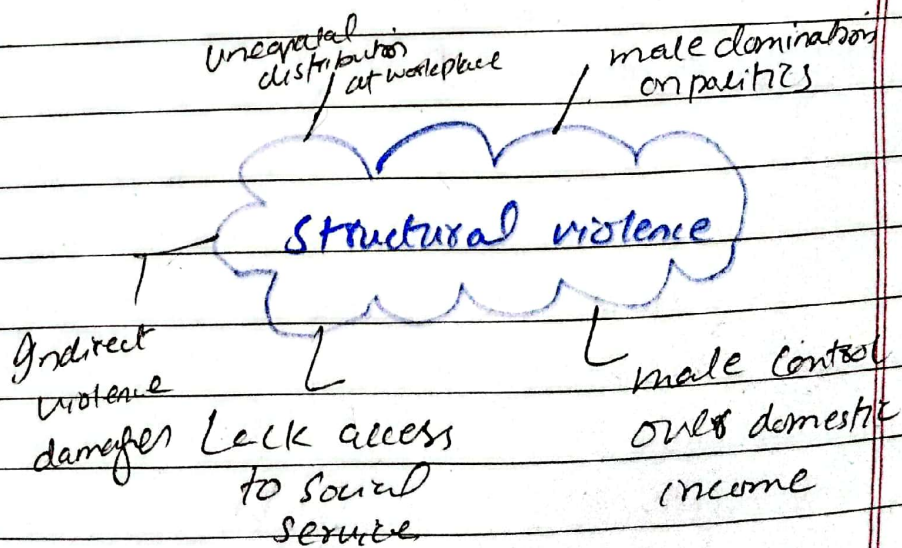 unequal
distribution
at workplace
male domination
on politics
Structural violence
Indirect
violence
damages
Lack access
to social
service
male control
over domestic
income